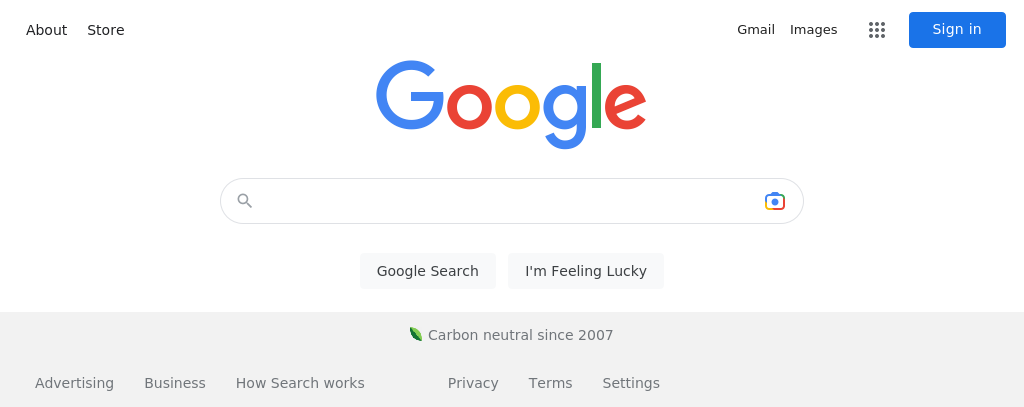 About Store Gmail Images Sign in
Google
Google Search I'm Feeling Lucky
Carbon neutral since 2007
Advertising Business How Search works Privacy Terms Settings